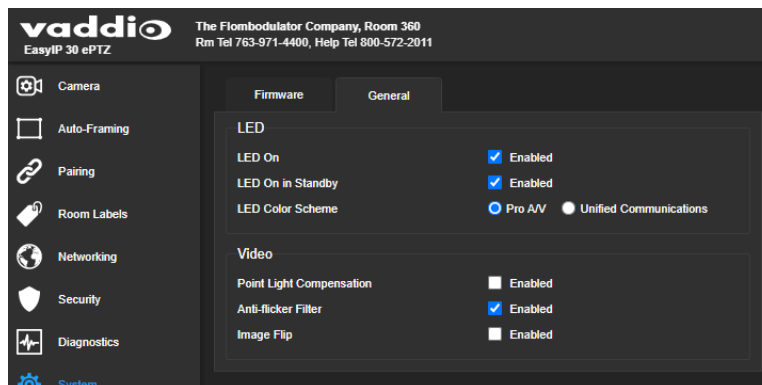 vaddio
EasyIP 30 ePTZ
The Flombodulator Company, Room 360
Rm Tel 763-971-4400, Help Tel 800-572-2011
Camera
Auto-Framing
Pairing
Room Labels
Networking
Security
Diagnostics
System
Firmware General
LED
LED On Enabled
LED On in Standby Enabled
LED Color Scheme Pro A/V Unified Communications
Video
Point Light Compensation Enabled
Anti-flicker Filter Enabled
Image Flip Enabled